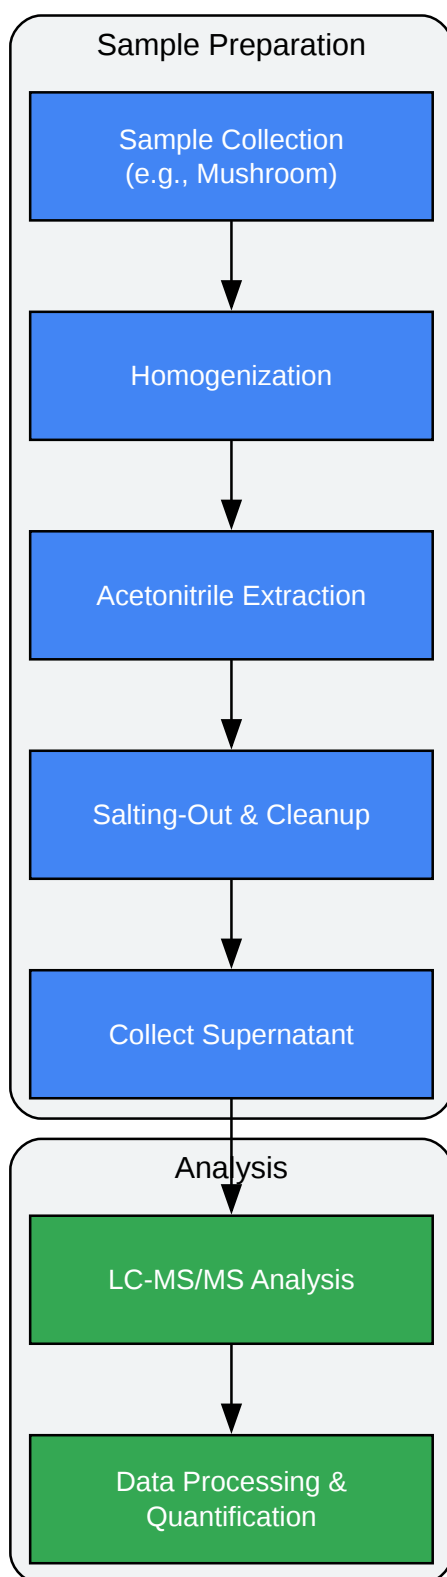 Sample Preparation
Sample Collection
(e.g., Mushroom)
Homogenization
Acetonitrile Extraction
Salting-Out & Cleanup
Collect Supernatant
Analysis
LC-MS/MS Analysis
Data Processing &
Quantification